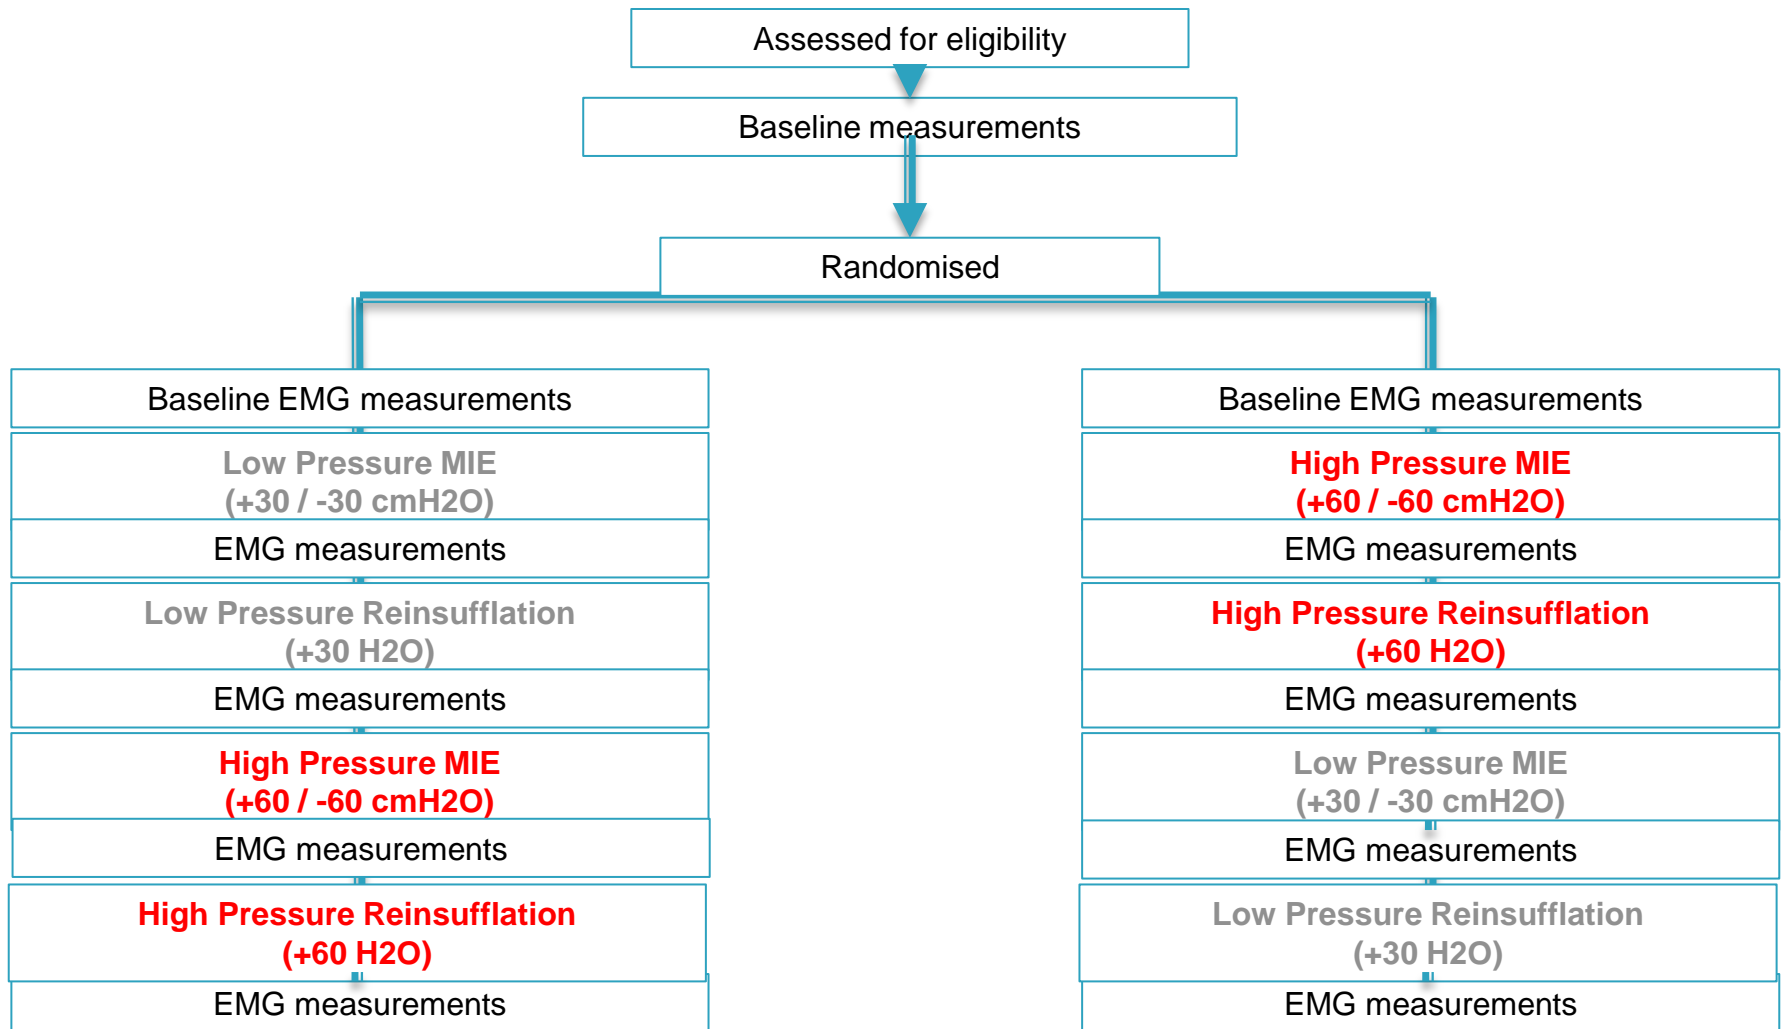 Assessed for eligibility
Baseline measurements
Randomised
Baseline EMG measurements
Low Pressure MIE
(+30 / -30 cmH2O)
EMG measurements
Low Pressure Reinsufflation
(+30 H2O)
EMG measurements
High Pressure MIE
(+60 / -60 cmH2O)
EMG measurements
High Pressure Reinsufflation
(+60 H2O)
EMG measurements
Baseline EMG measurements
High Pressure MIE
(+60 / -60 cmH2O)
EMG measurements
High Pressure Reinsufflation
(+60 H2O)
EMG measurements
Low Pressure MIE
(+30 / -30 cmH2O)
EMG measurements
Low Pressure Reinsufflation
(+30 H2O)
EMG measurements